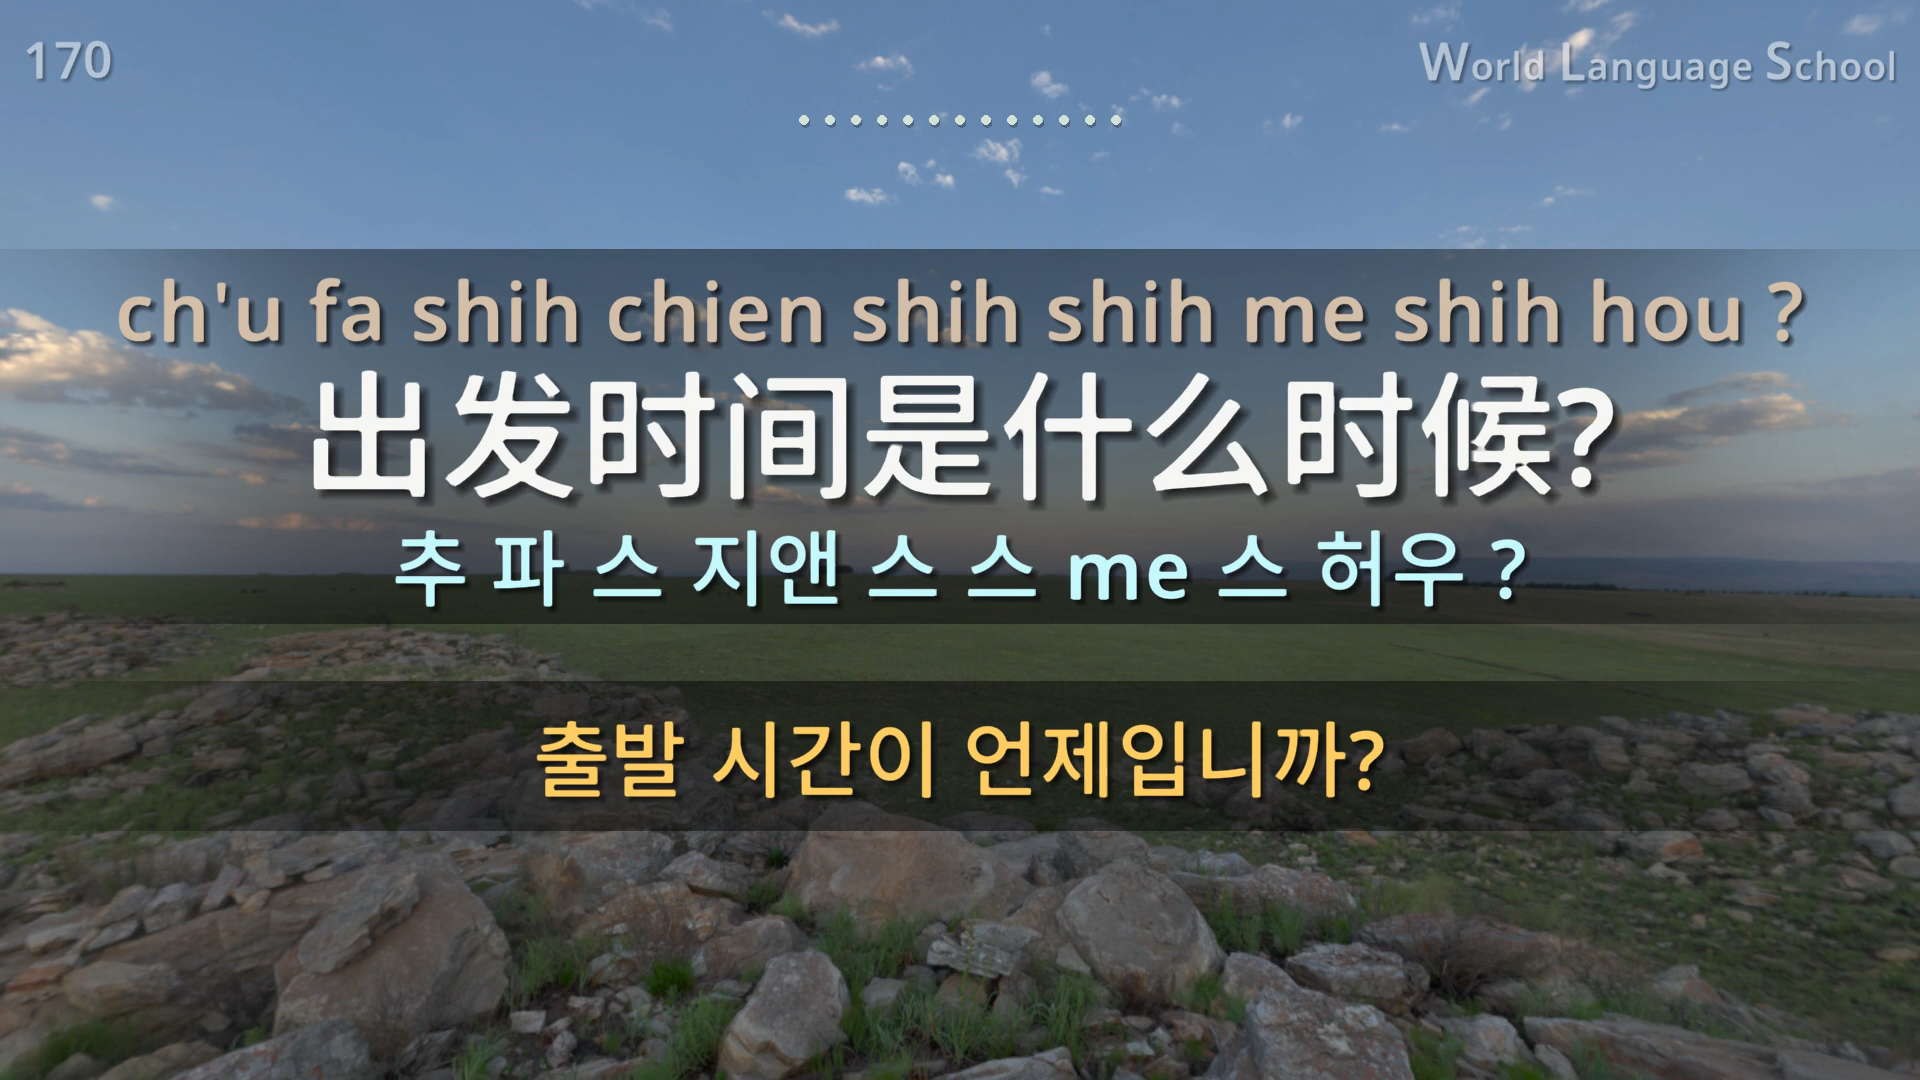 170
World Language School
ch'u fa shih chien shih shih me shih hou ?
出发时间是什么时候?
추 파 스 지앤 스 스 me 스 허우 ?
출발 시간이 언제입니까?